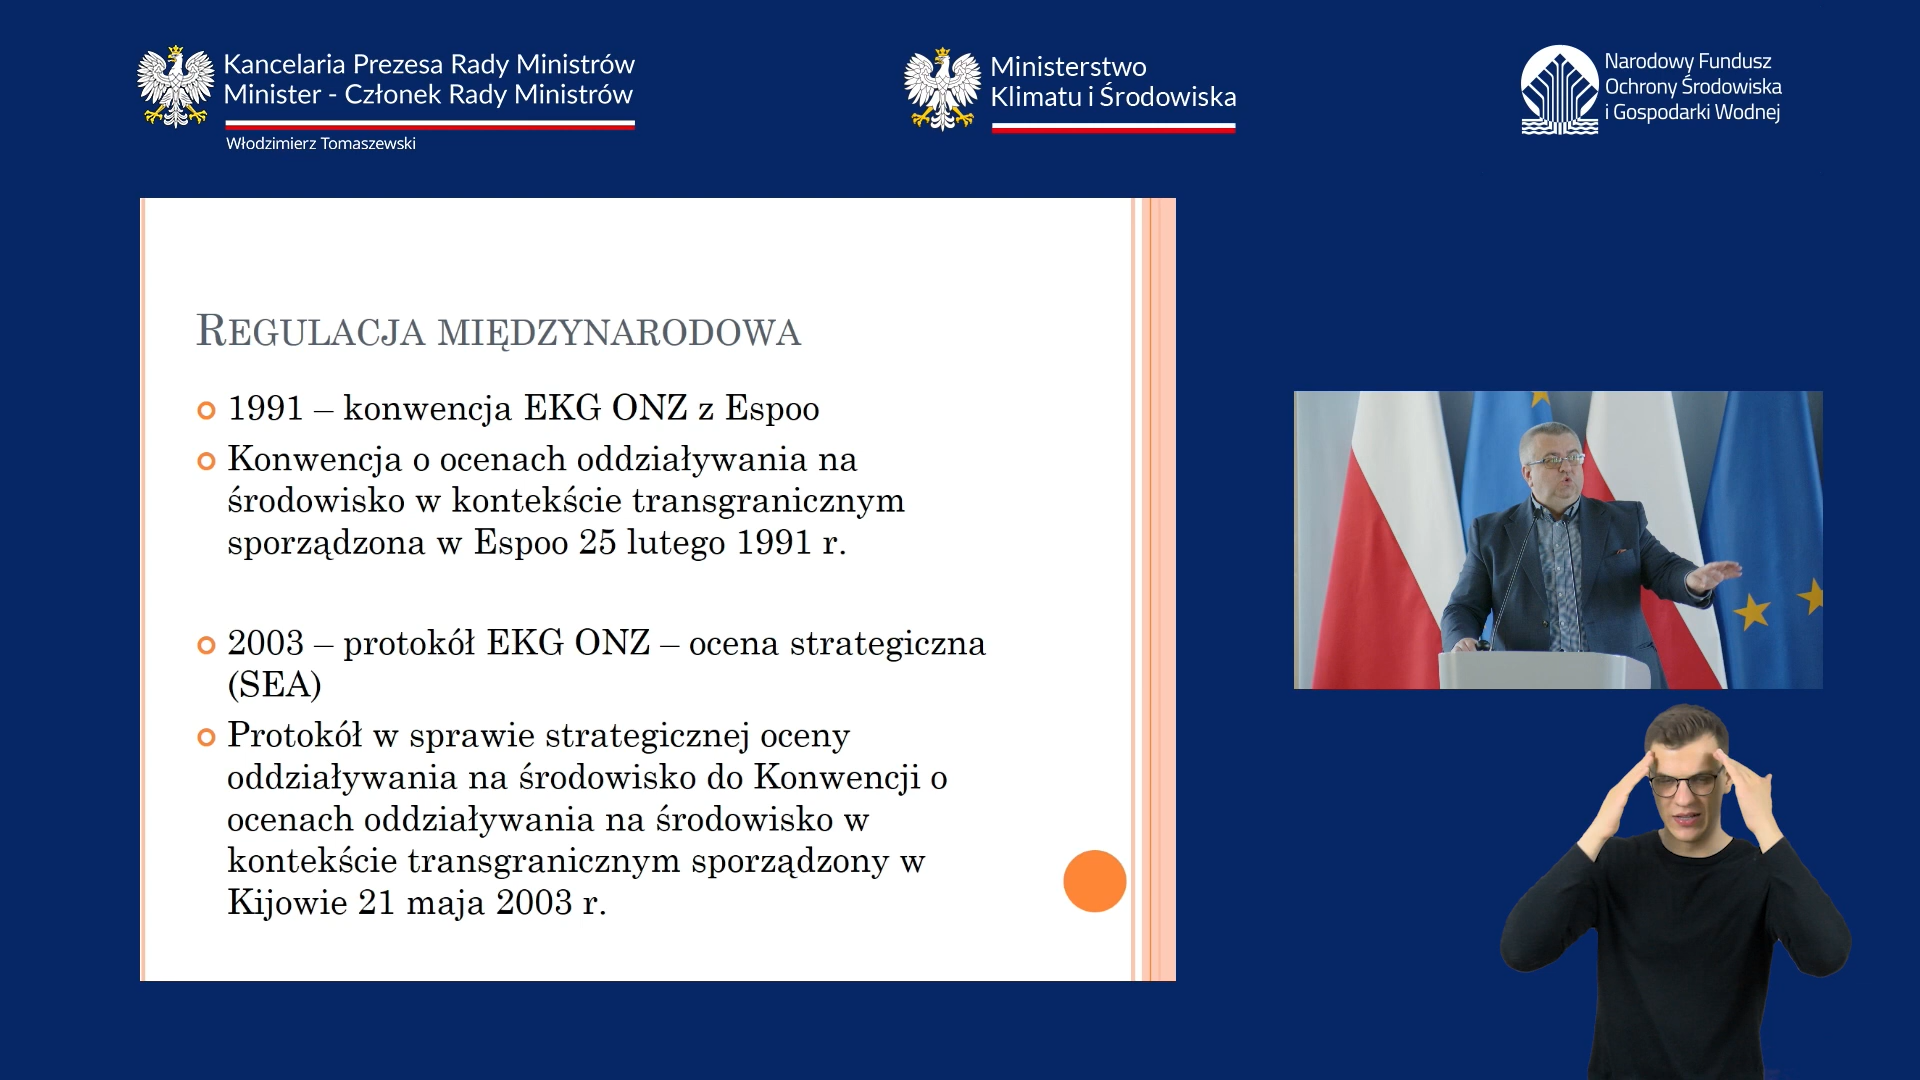 Kancelaria Prezesa Rady Ministrów
Minister - Członek Rady Ministrów
Włodzimierz Tomaszewski
Ministerstwo
Klimatu i Środowiska
Narodowy Fundusz
Ochrony Środowiska
i Gospodarki Wodnej
REGULACJA MIĘDZYNARODOWA
1991 – konwencja EKG ONZ z Espoo
Konwencja o ocenach oddziaływania na
środowisko w kontekście transgranicznym
sporządzona w Espoo 25 lutego 1991 r.
2003 – protokół EKG ONZ – ocena strategiczna
(SEA)
Protokół w sprawie strategicznej oceny
oddziaływania na środowisko do Konwencji o
ocenach oddziaływania na środowisko w
kontekście transgranicznym sporządzony w
Kijowie 21 maja 2003 r.